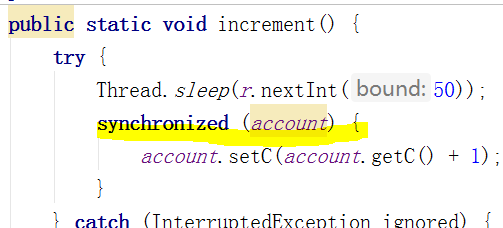 public static void increment() {
try {
Thread.sleep(r.nextInt( bound: 50));
synchronized (account) {
account.setC(account.getC() + 1);
}
} catch (InterruptedException ignored) {